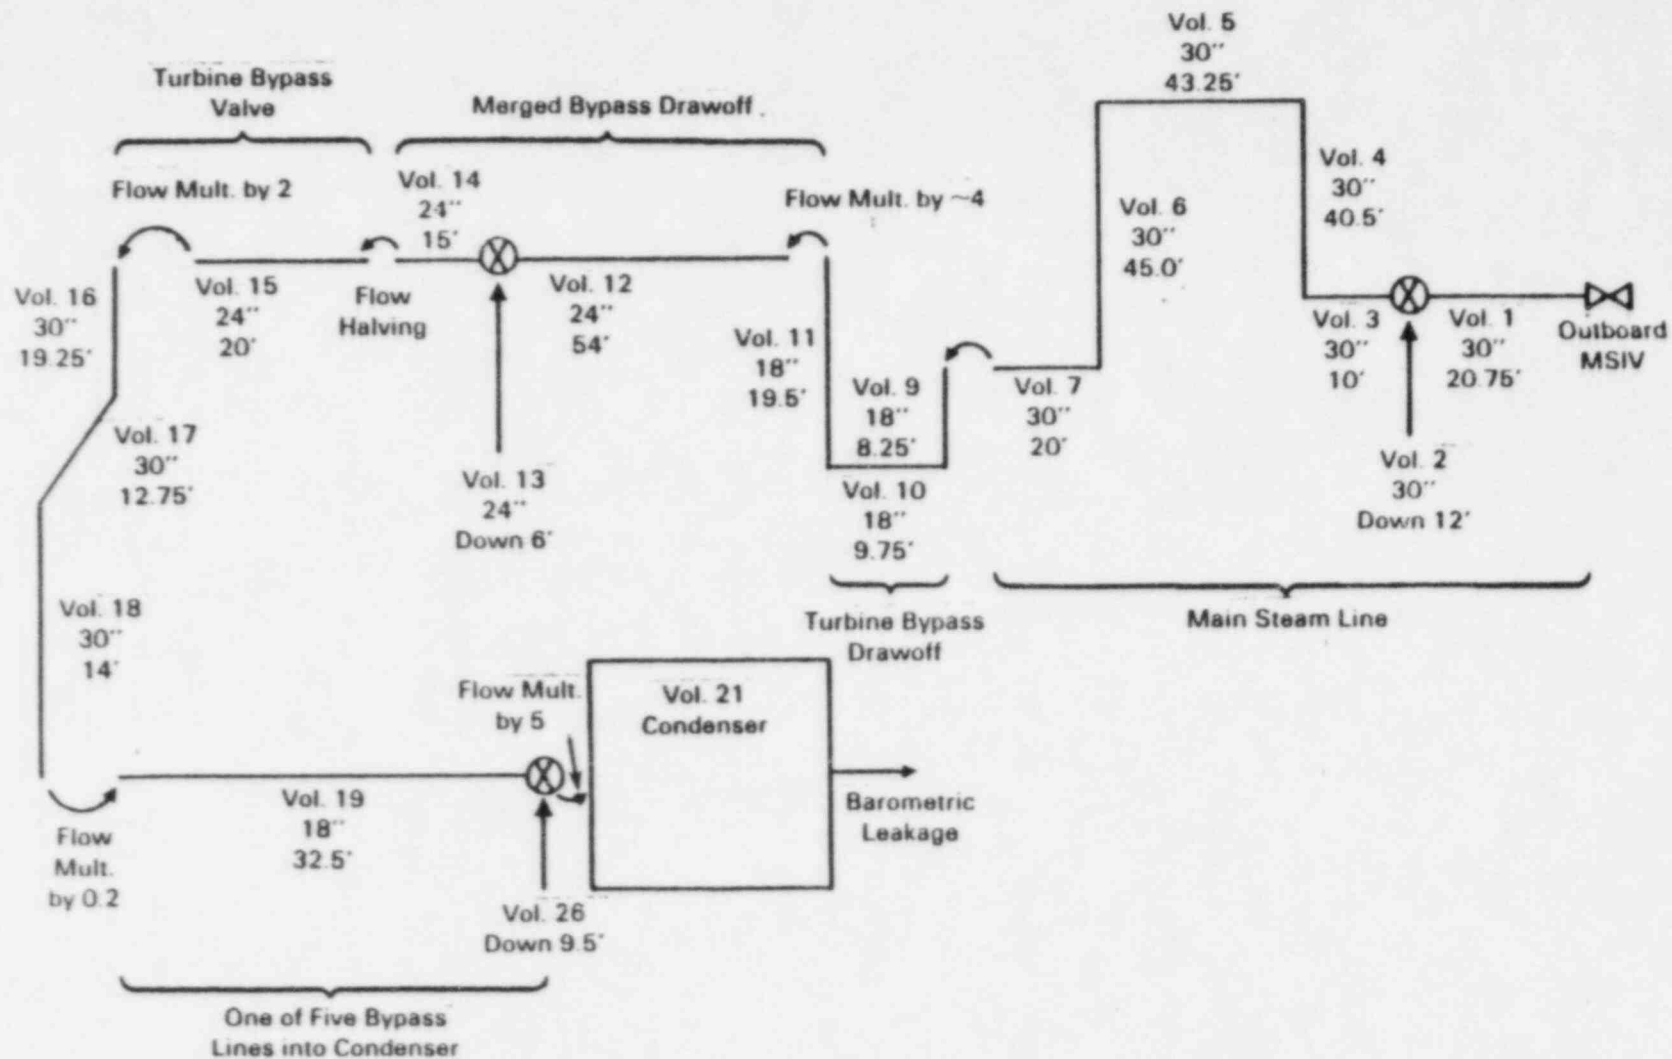 Vol. 5
30''
43.25'
Turbine Bypass
Valve
Merged Bypass Drawoff
Flow Mult. by 2
Vol. 14
24''
15'
Flow Mult. by ~4
Vol. 4
30''
40.5'
Vol. 6
30''
45.0'
Vol. 16
30''
19.25'
Vol. 15
24''
20'
Flow
Halving
Vol. 12
24''
54'
Vol. 11
18''
19.5'
Vol. 9
18''
8.25'
Vol. 7
30''
20'
Vol. 3
30''
10'
Vol. 1
30''
20.75'
Outboard
MSIV
Vol. 17
30''
12.75'
Vol. 13
24''
Down 6'
Vol. 10
18''
9.75'
Vol. 2
30''
Down 12'
Turbine Bypass
Drawoff
Main Steam Line
Vol. 18
30''
14'
Flow Mult.
by 5
Vol. 21
Condenser
Barometric
Leakage
Vol. 19
18''
32.5'
Flow
Mult.
by 0.2
Vol. 26
Down 9.5'
One of Five Bypass
Lines into Condenser